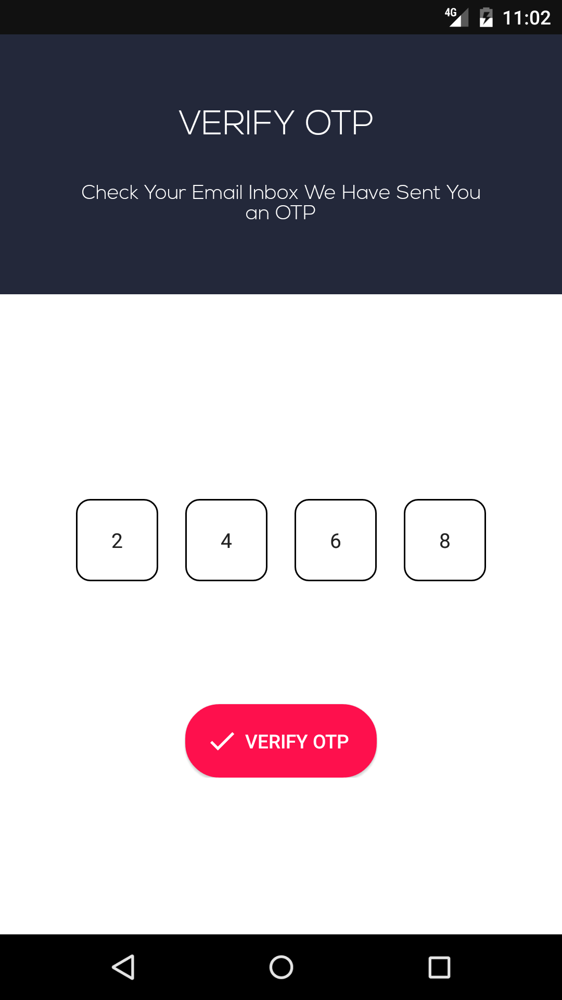 4G 11:02
VERIFY OTP
Check Your Email Inbox We Have Sent You
an OTP
2 4 6 8
VERIFY OTP